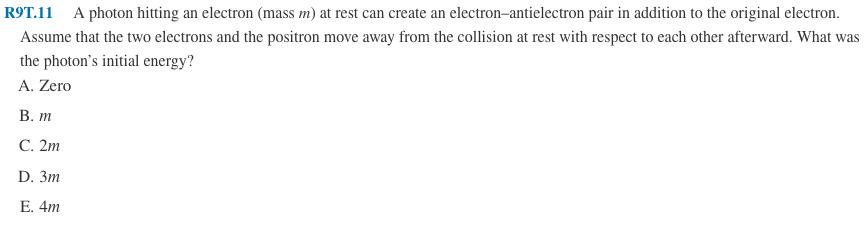 R9T.11 A photon hitting an electron (mass m) at rest can create an electron–antielectron pair in addition to the original electron.
Assume that the two electrons and the positron move away from the collision at rest with respect to each other afterward. What was
the photon's initial energy?
A. Zero
B. m
C. 2m
D. 3m
E. 4m